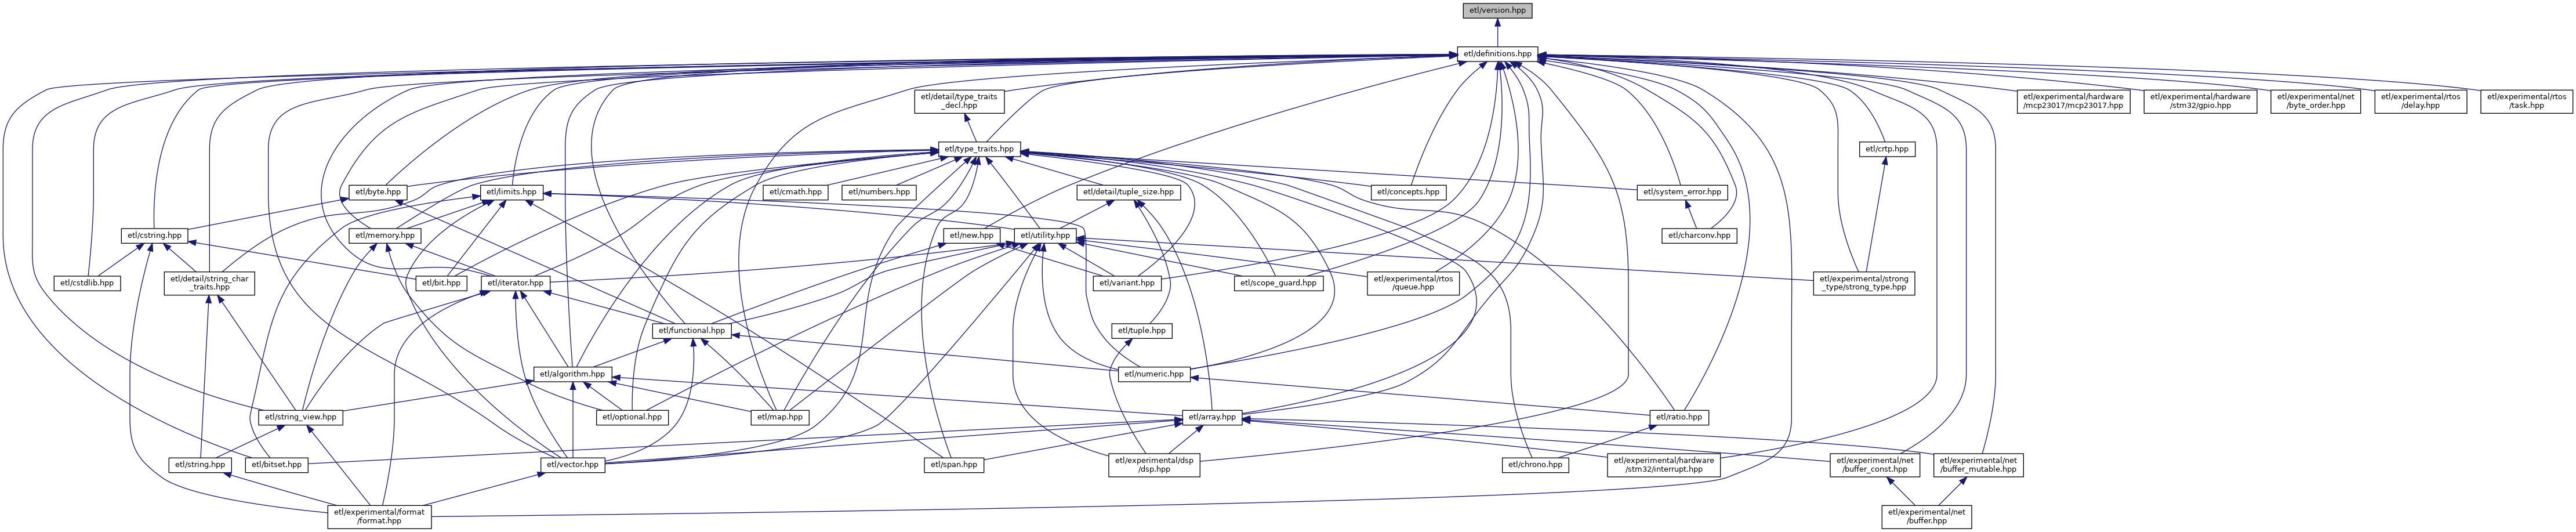 etl/version.hpp
etl/definitions.hpp
etl/detail/type_traits
_decl.hpp
etl/experimental/hardware
/mcp23017/mcp23017.hpp
etl/experimental/hardware
/stm32/gpio.hpp
etl/experimental/net
/byte_order.hpp
etl/experimental/rtos
/delay.hpp
etl/experimental/rtos
/task.hpp
etl/type_traits.hpp
etl/crtp.hpp
etl/byte.hpp
etl/limits.hpp
etl/cmath.hpp
etl/numbers.hpp
etl/detail/tuple_size.hpp
etl/concepts.hpp
etl/system_error.hpp
etl/cstring.hpp
etl/memory.hpp
etl/new.hpp
etl/utility.hpp
etl/charconv.hpp
etl/cstdlib.hpp
etl/detail/string_char
_traits.hpp
etl/bit.hpp
etl/iterator.hpp
etl/variant.hpp
etl/scope_guard.hpp
etl/experimental/rtos
/queue.hpp
etl/experimental/strong
_type/strong_type.hpp
etl/functional.hpp
etl/tuple.hpp
etl/algorithm.hpp
etl/numeric.hpp
etl/string_view.hpp
etl/optional.hpp
etl/map.hpp
etl/array.hpp
etl/ratio.hpp
etl/string.hpp
etl/bitset.hpp
etl/vector.hpp
etl/span.hpp
etl/experimental/dsp
/dsp.hpp
etl/chrono.hpp
etl/experimental/hardware
/stm32/interrupt.hpp
etl/experimental/net
/buffer_const.hpp
etl/experimental/net
/buffer_mutable.hpp
etl/experimental/format
/format.hpp
etl/experimental/net
/buffer.hpp